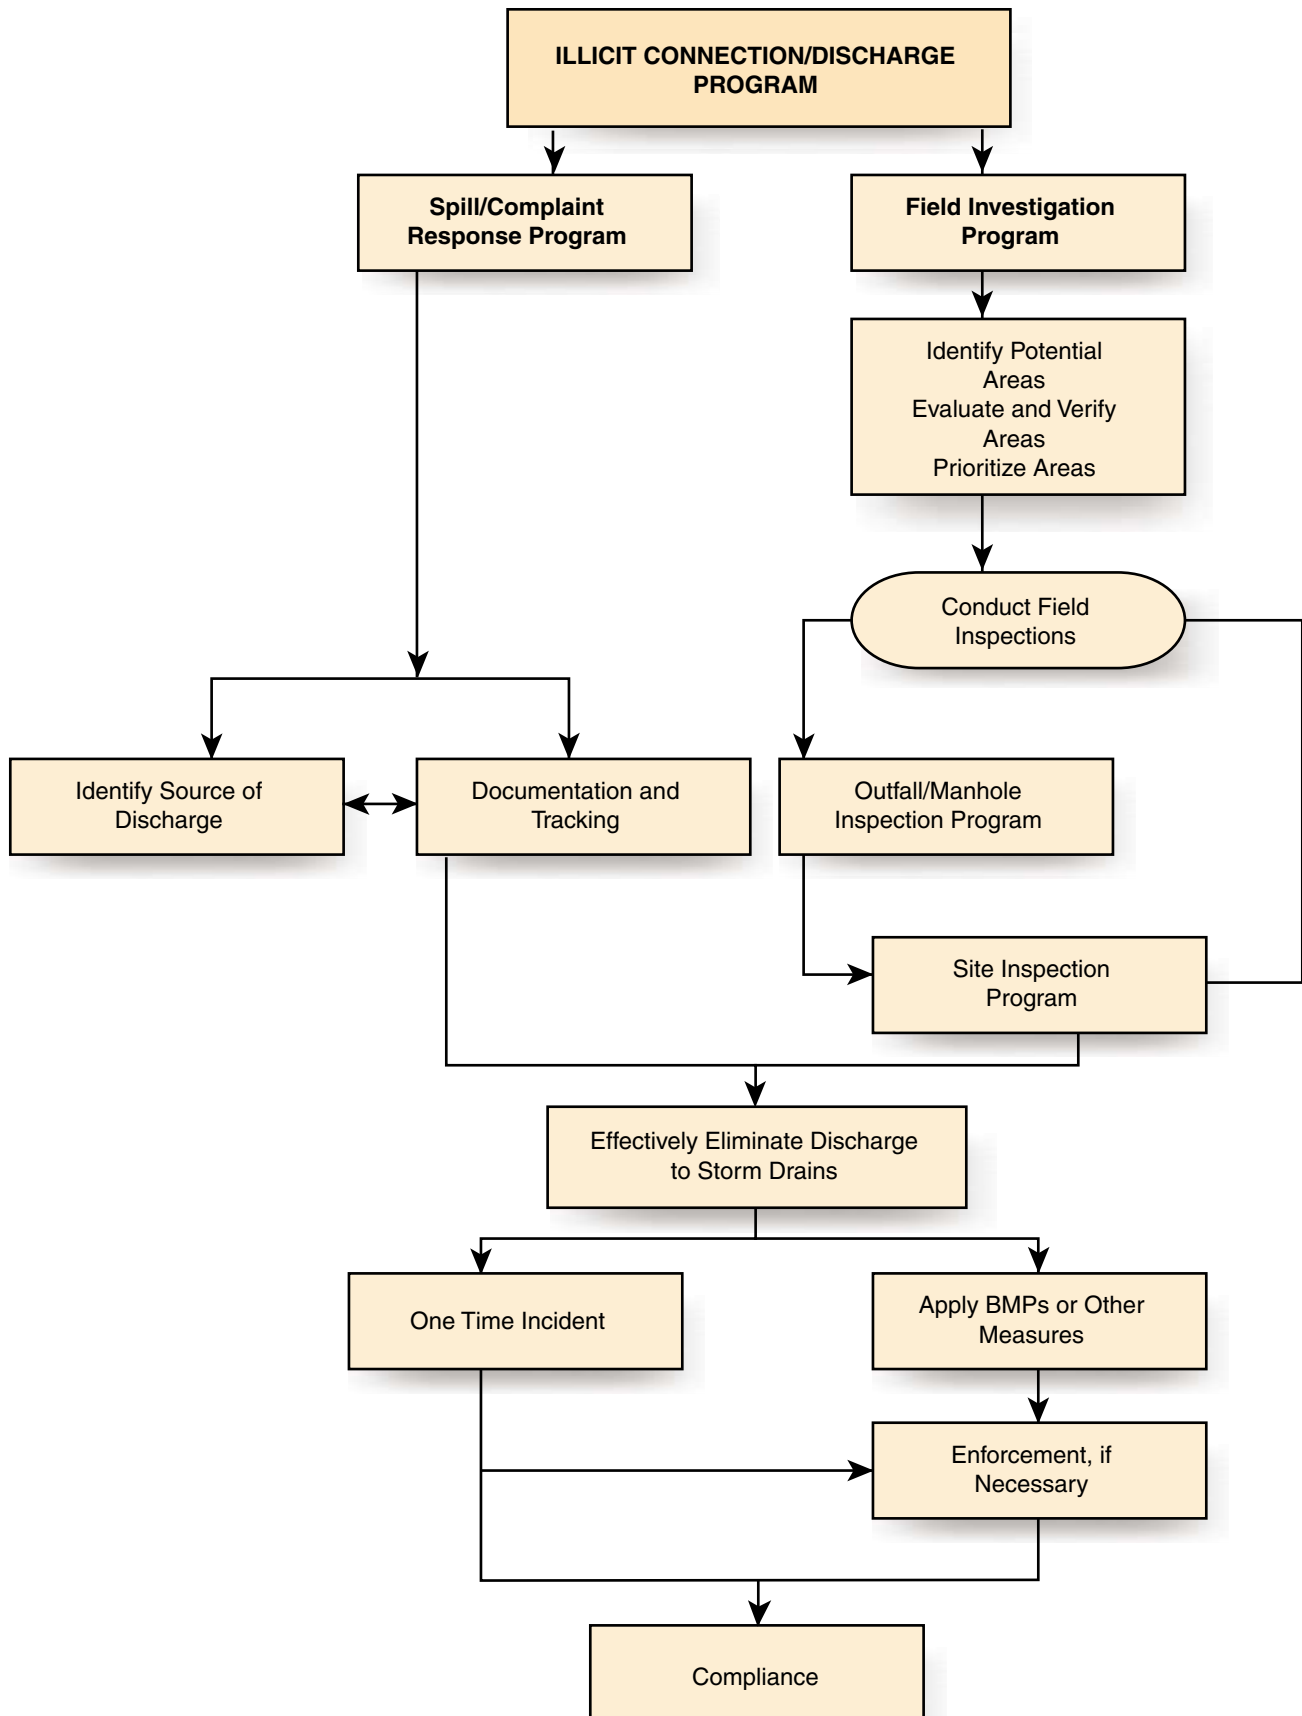 ILLICIT CONNECTION/DISCHARGE
PROGRAM
Spill/Complaint
Response Program
Field Investigation
Program
Identify Potential
Areas
Evaluate and Verify
Areas
Prioritize Areas
Conduct Field
Inspections
Identify Source of
Discharge
Documentation and
Tracking
Outfall/Manhole
Inspection Program
Site Inspection
Program
Effectively Eliminate Discharge
to Storm Drains
One Time Incident
Apply BMPs or Other
Measures
Enforcement, if
Necessary
Compliance